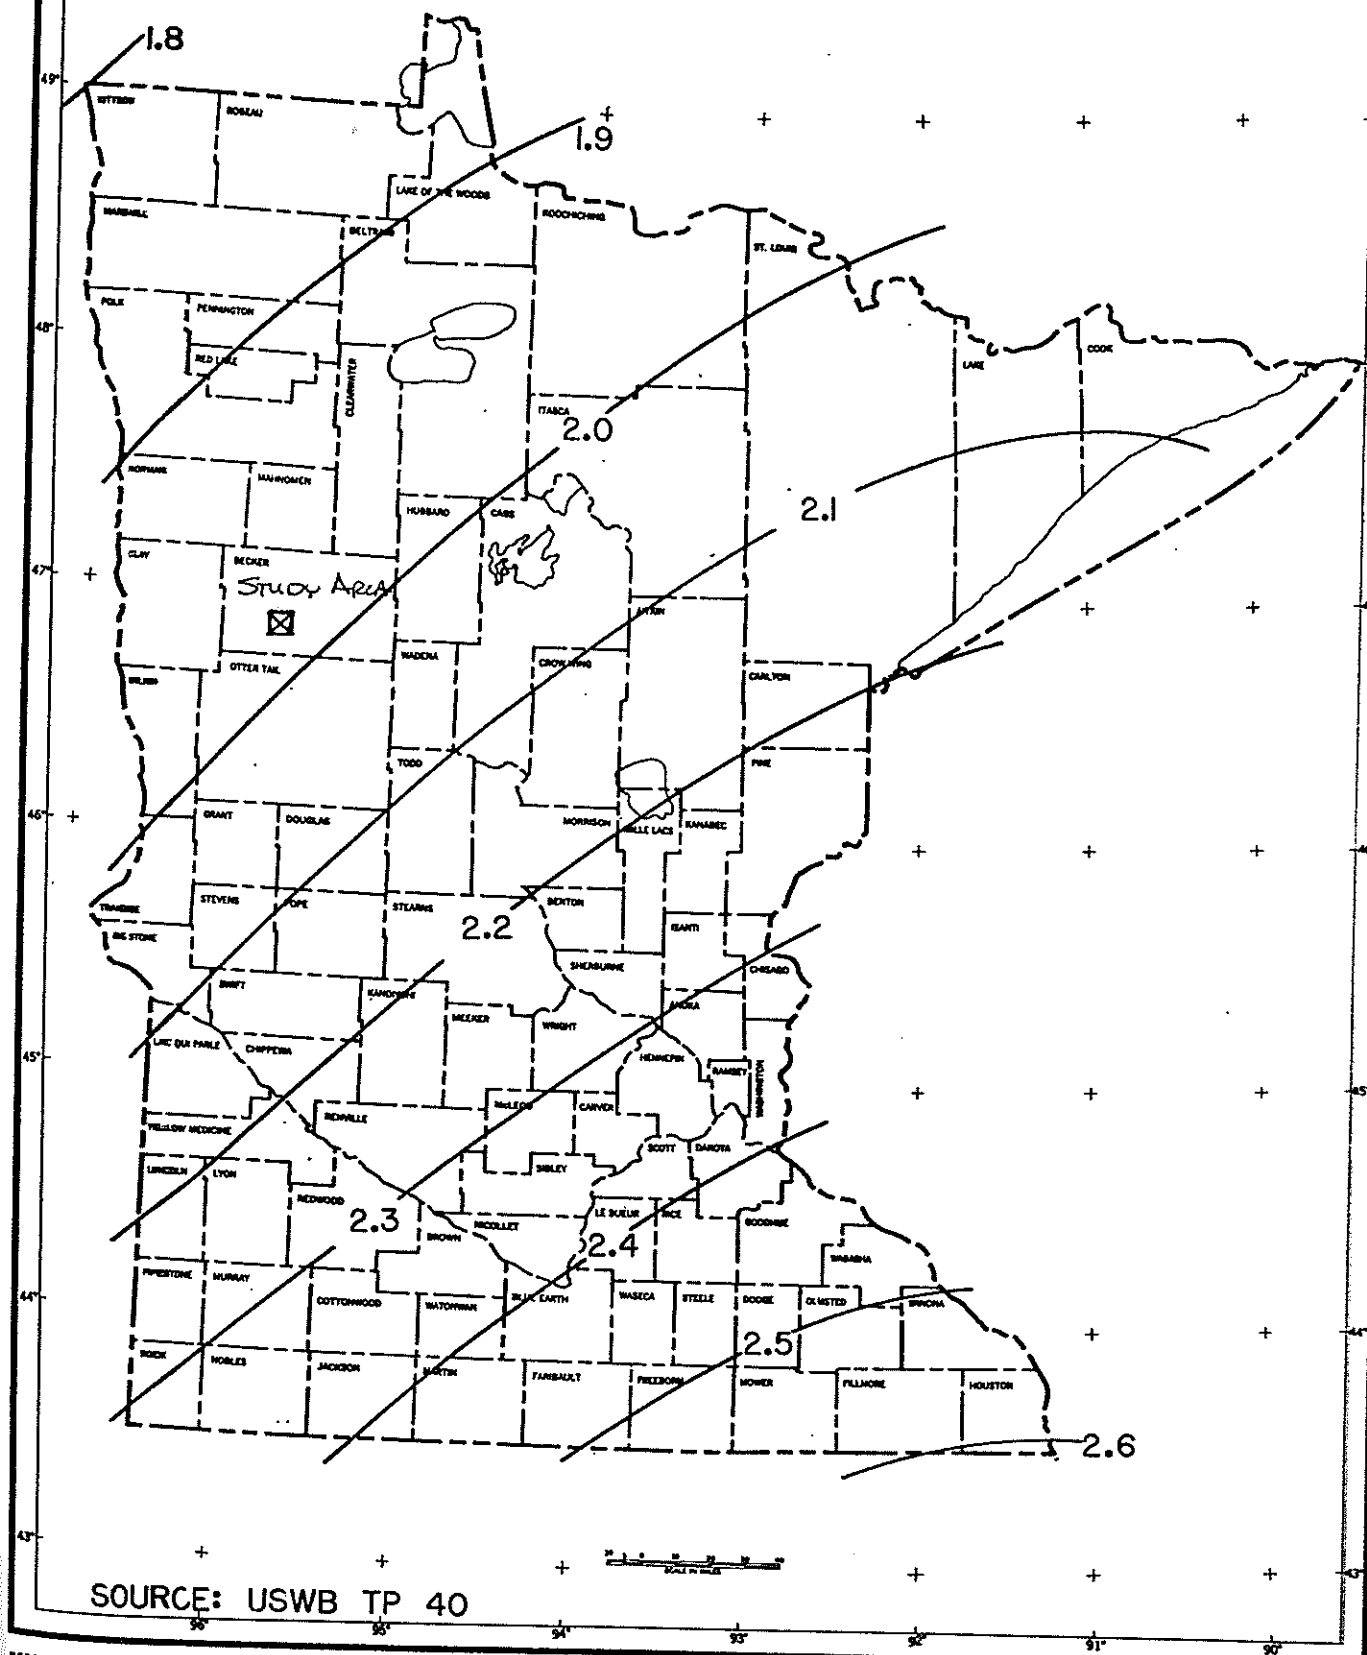 1.8
49°
KITTSON
ROSEAU
1.9
LAKE OF THE WOODS
MARSHALL
BELTRAMI
KOOCHICHING
ST. LOUIS
POLK
PENNINGTON
48°
RED LAKE
CLEARWATER
LAKE
COOK
ITASCA
2.0
NORMAN
MAHNOMEN
HUBBARD
CASS
2.1
CLAY
BECKER
47°
STUDY AREA
AITKIN
OTTER TAIL
WADENA
CROW WING
CARLTON
WILKIN
TODD
PINE
46°
GRANT
DOUGLAS
MORRISON
MILLE LACS
KANABEC
STEVENS
POPE
STEARNS
BENTON
TRAVERSE
2.2
BIG STONE
ISANTI
SHERBURNE
CHISAGO
SWIFT
KANDIYOHI
ANOKA
MEEKER
WRIGHT
LAC QUI PARLE
CHIPPEWA
45°
HENNEPIN
RAMSEY
WASHINGTON
45°
McLEOD
CARVER
RENVILLE
YELLOW MEDICINE
SCOTT
DAKOTA
LINCOLN
LYON
SIBLEY
REDWOOD
2.3
NICOLLET
LE SUEUR
RICE
GOODHUE
BROWN
2.4
WABASHA
PIPESTONE
MURRAY
COTTONWOOD
WATONWAN
BLUE EARTH
WASECA
STEELE
DODGE
OLMSTED
WINONA
44°
44°
2.5
ROCK
NOBLES
JACKSON
MARTIN
FARIBAULT
FREEBORN
MOWER
FILLMORE
HOUSTON
2.6
43°
SCALE IN MILES
SOURCE: USWB TP 40
96°
95°
94°
93°
92°
91°
90°